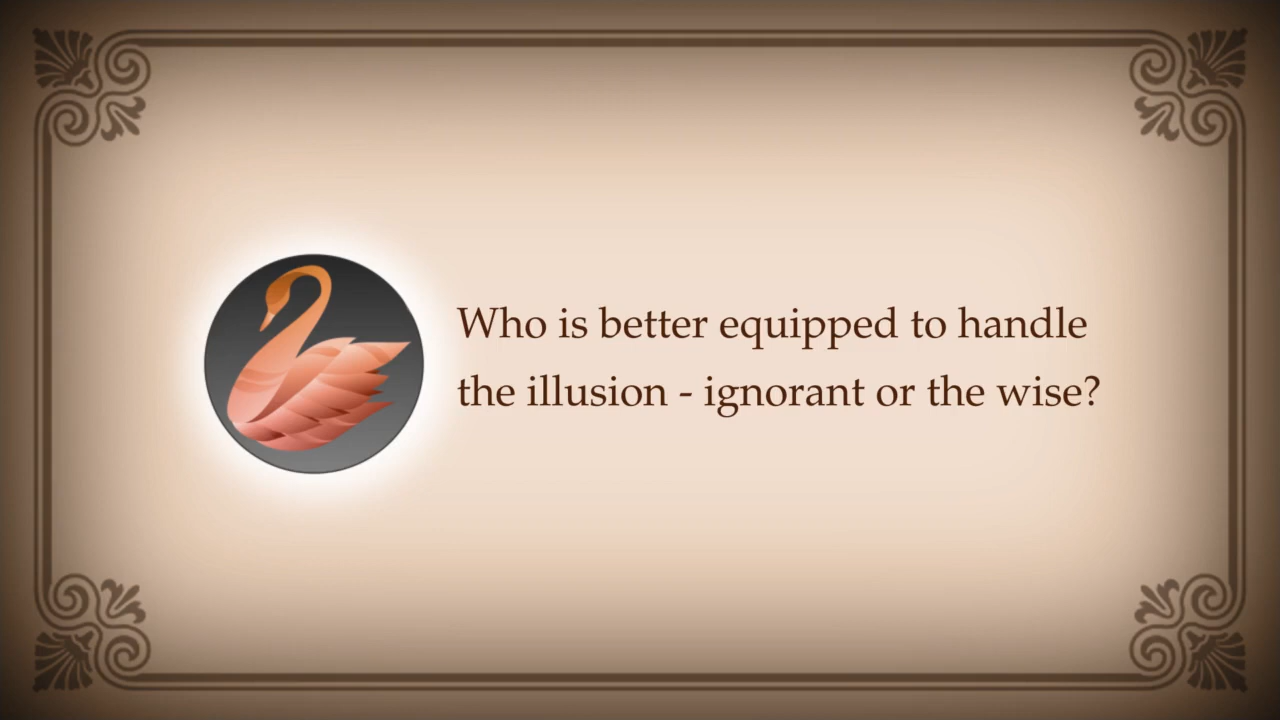 Who is better equipped to handle
the illusion - ignorant or the wise?